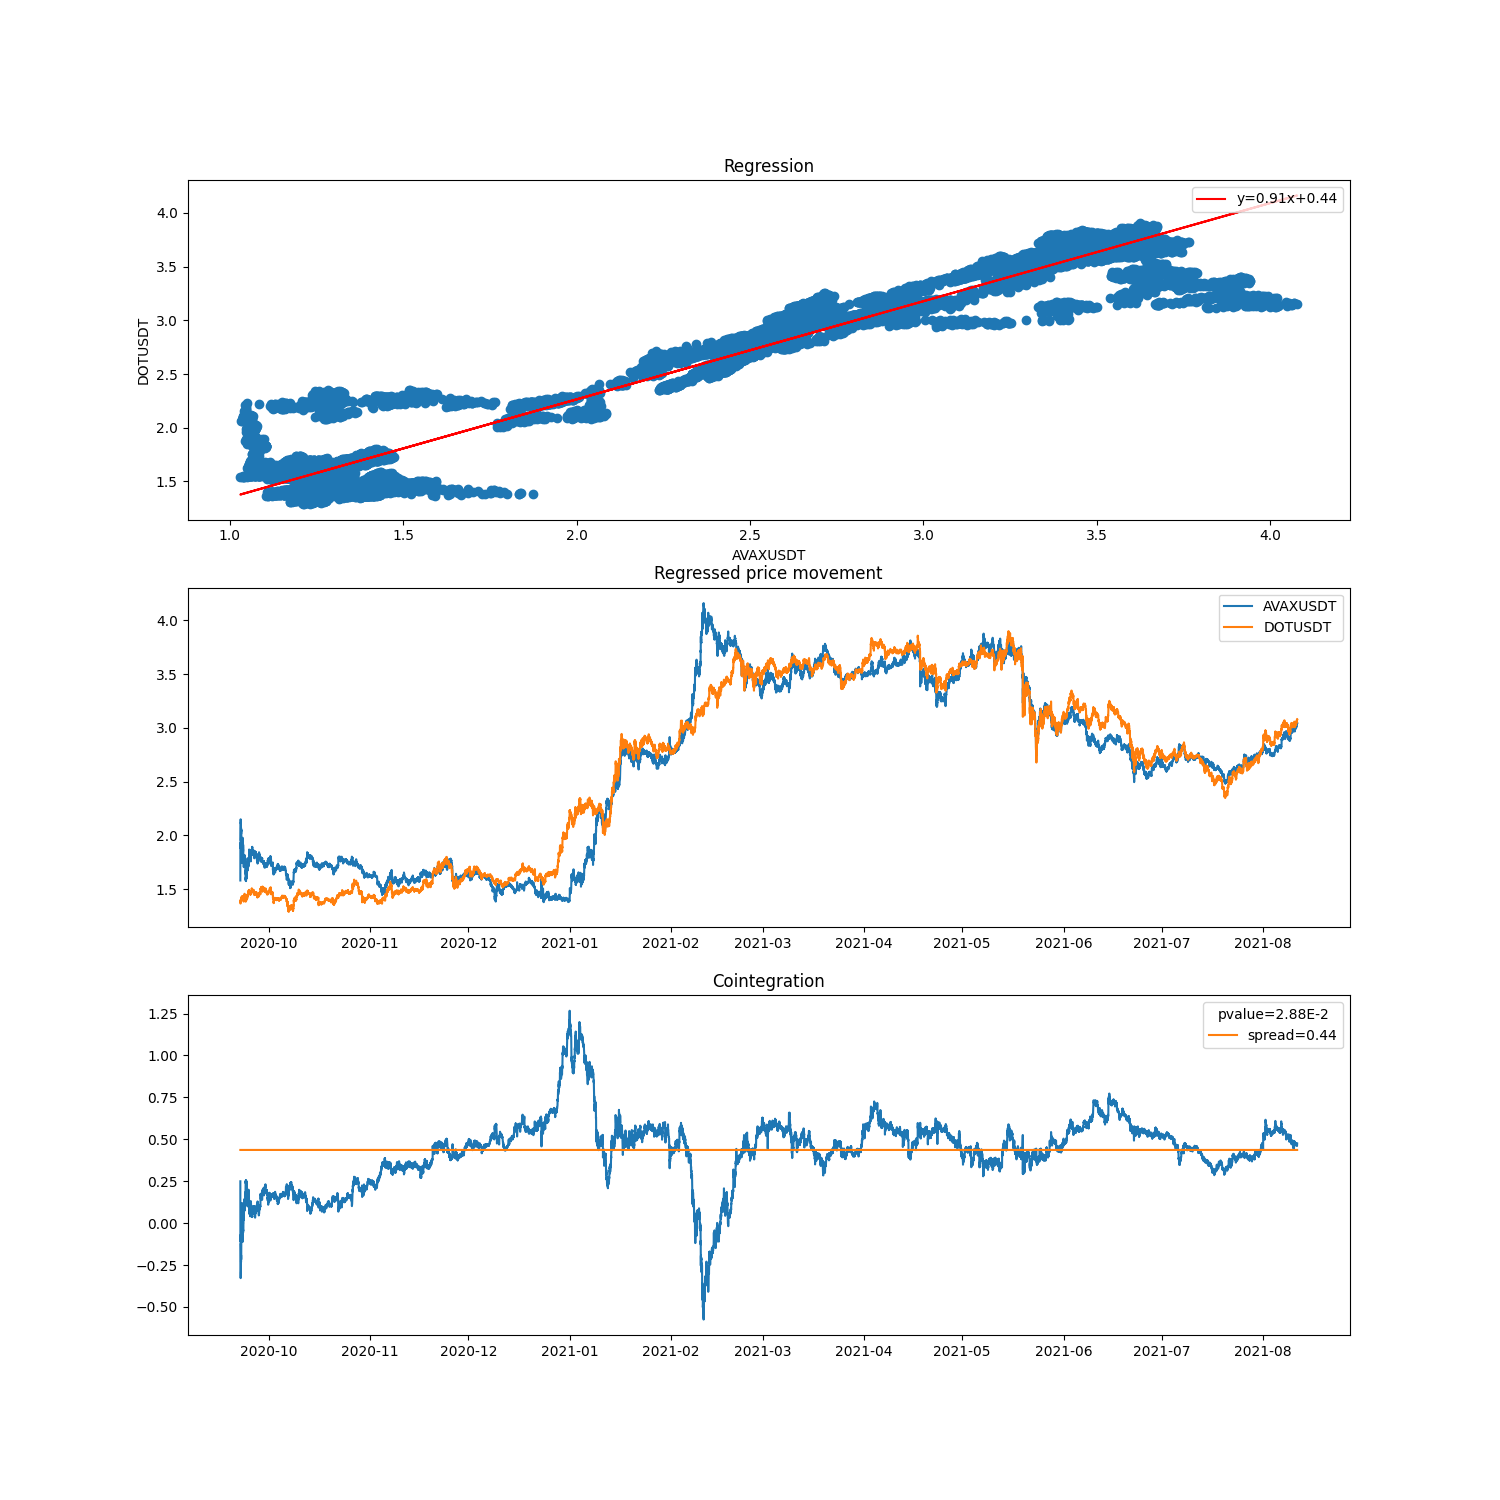 Regression
y=0.91x+0.44
4.0
3.5
3.0
2.5
2.0
1.5
DOTUSDT
1.0 1.5 2.0 2.5 3.0 3.5 4.0
AVAXUSDT
Regressed price movement
AVAXUSDT
DOTUSDT
4.0
3.5
3.0
2.5
2.0
1.5
2020-10 2020-11 2020-12 2021-01 2021-02 2021-03 2021-04 2021-05 2021-06 2021-07 2021-08
Cointegration
pvalue=2.88E-2
spread=0.44
1.25
1.00
0.75
0.50
0.25
0.00
−0.25
−0.50
2020-10 2020-11 2020-12 2021-01 2021-02 2021-03 2021-04 2021-05 2021-06 2021-07 2021-08